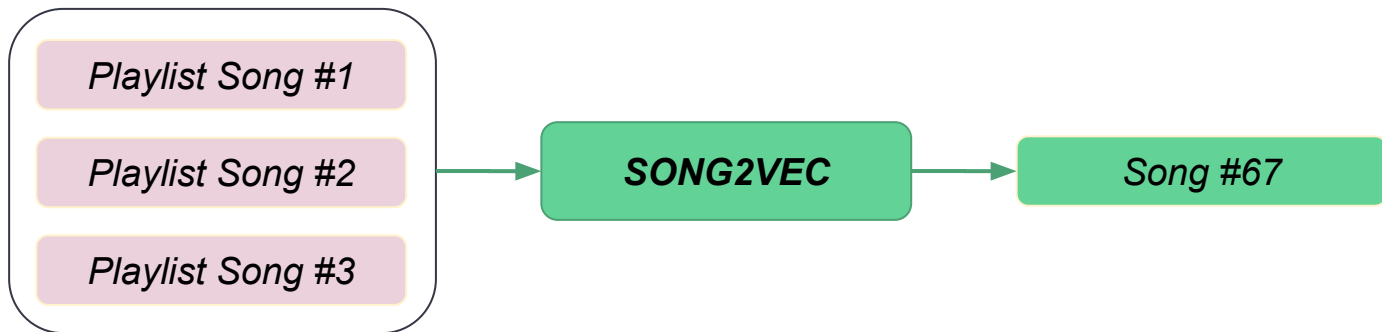 Playlist Song #1
Playlist Song #2
Playlist Song #3
SONG2VEC
Song #67